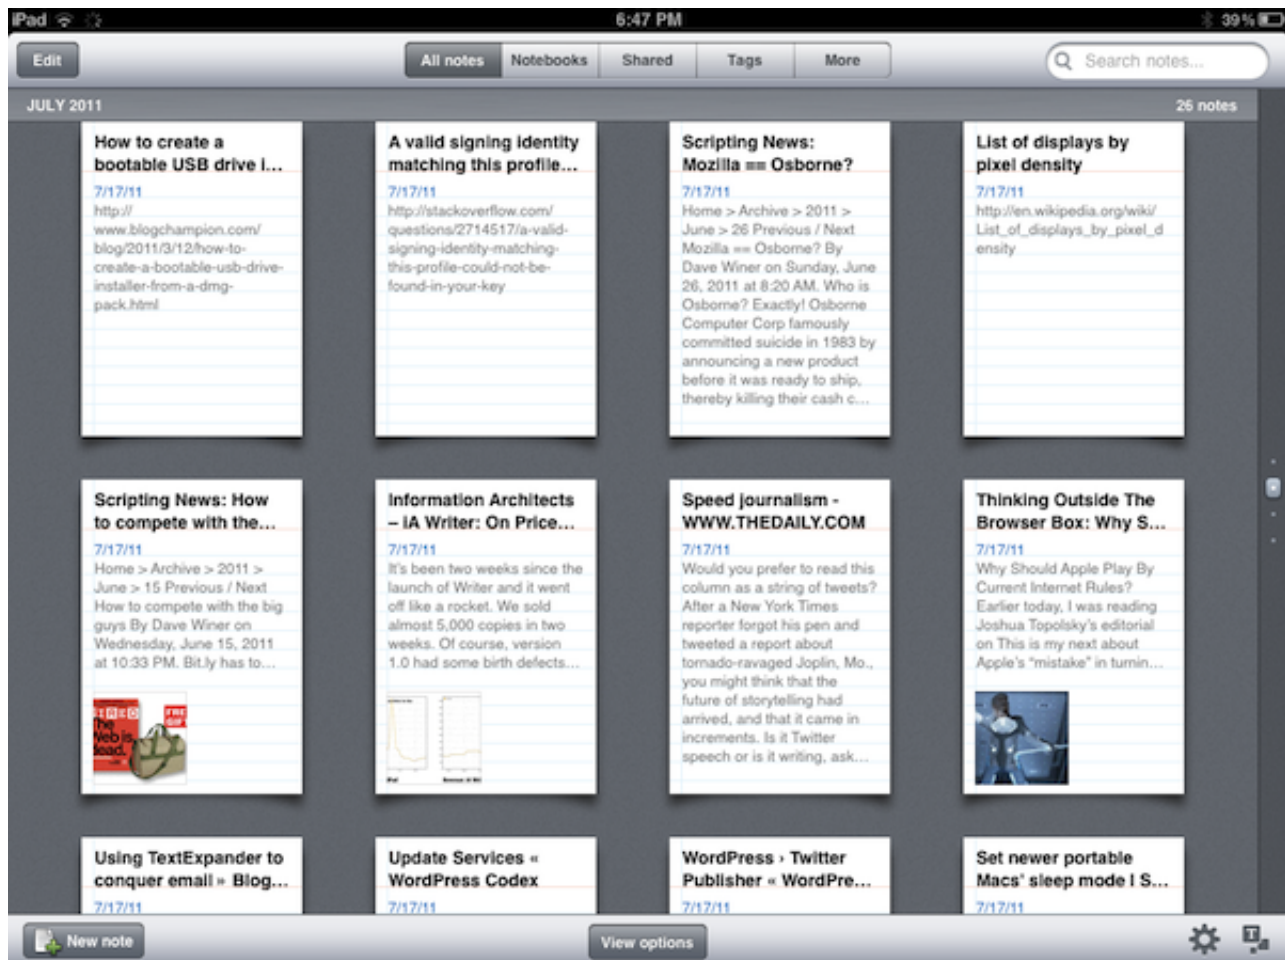 iPad 6:47 PM 39%
Edit All notes Notebooks Shared Tags More Search notes...
JULY 2011 26 notes
How to create a
bootable USB drive i...
7/17/11
http://
www.blogchampion.com/
blog/2011/3/12/how-to-
create-a-bootable-usb-drive-
installer-from-a-dmg-
pack.html
A valid signing identity
matching this profile...
7/17/11
http://stackoverflow.com/
questions/2714517/a-valid-
signing-identity-matching-
this-profile-could-not-be-
found-in-your-key
Scripting News:
Mozilla == Osborne?
7/17/11
Home > Archive > 2011 >
June > 26 Previous / Next
Mozilla == Osborne? By
Dave Winer on Sunday, June
26, 2011 at 8:20 AM. Who is
Osborne? Exactly! Osborne
Computer Corp famously
committed suicide in 1983 by
announcing a new product
before it was ready to ship,
thereby killing their cash c...
List of displays by
pixel density
7/17/11
http://en.wikipedia.org/wiki/
List_of_displays_by_pixel_d
ensity
Scripting News: How
to compete with the...
7/17/11
Home > Archive > 2011 >
June > 15 Previous / Next
How to compete with the big
guys By Dave Winer on
Wednesday, June 15, 2011
at 10:33 PM. Bit.ly has to...
WIRED
FREE
GIFT
The
Web is
dead.
Information Architects
– iA Writer: On Price...
7/17/11
It's been two weeks since the
launch of Writer and it went
off like a rocket. We sold
almost 5,000 copies in two
weeks. Of course, version
1.0 had some birth defects...
iPad
Speed journalism -
WWW.THEDAILY.COM
7/17/11
Would you prefer to read this
column as a string of tweets?
After a New York Times
reporter forgot his pen and
tweeted a report about
tornado-ravaged Joplin, Mo.,
you might think that the
future of storytelling had
arrived, and that it came in
increments. Is it Twitter
speech or is it writing, ask...
Thinking Outside The
Browser Box: Why S...
7/17/11
Why Should Apple Play By
Current Internet Rules?
Earlier today, I was reading
Joshua Topolsky's editorial
on This is my next about
Apple's “mistake” in turnin...
Using TextExpander to
conquer email » Blog...
7/17/11
Update Services «
WordPress Codex
7/17/11
WordPress › Twitter
Publisher « WordPre...
7/17/11
Set newer portable
Macs' sleep mode | S...
7/17/11
New note View options